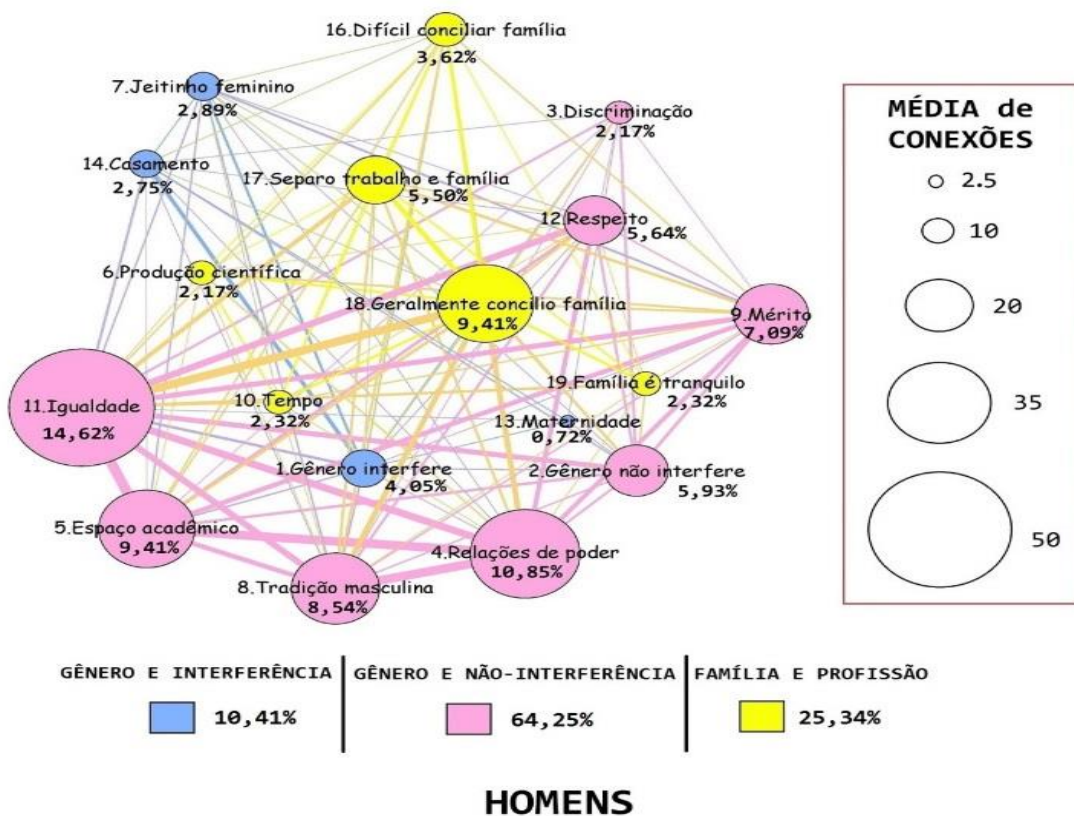 16.Difícil conciliar família
3,62%
7.Jeitinho feminino
2,89%
3.Discriminação
2,17%
14.Casamento
2,75%
17.Separo trabalho e família
5,50%
12.Respeito
5,64%
6.Produção científica
2,17%
18.Geralmente concilio família
9,41%
9.Mérito
7,09%
11.Igualdade
14,62%
10.Tempo
2,32%
19.Família é tranquilo
2,32%
13.Maternidade
0,72%
1.Gênero interfere
4,05%
2.Gênero não interfere
5,93%
5.Espaço acadêmico
9,41%
4.Relações de poder
10,85%
8.Tradição masculina
8,54%
MÉDIA de
CONEXÕES
2.5
10
20
35
50
GÊNERO E INTERFERÊNCIA
10,41%
GÊNERO E NÃO-INTERFERÊNCIA
64,25%
FAMÍLIA E PROFISSÃO
25,34%
HOMENS